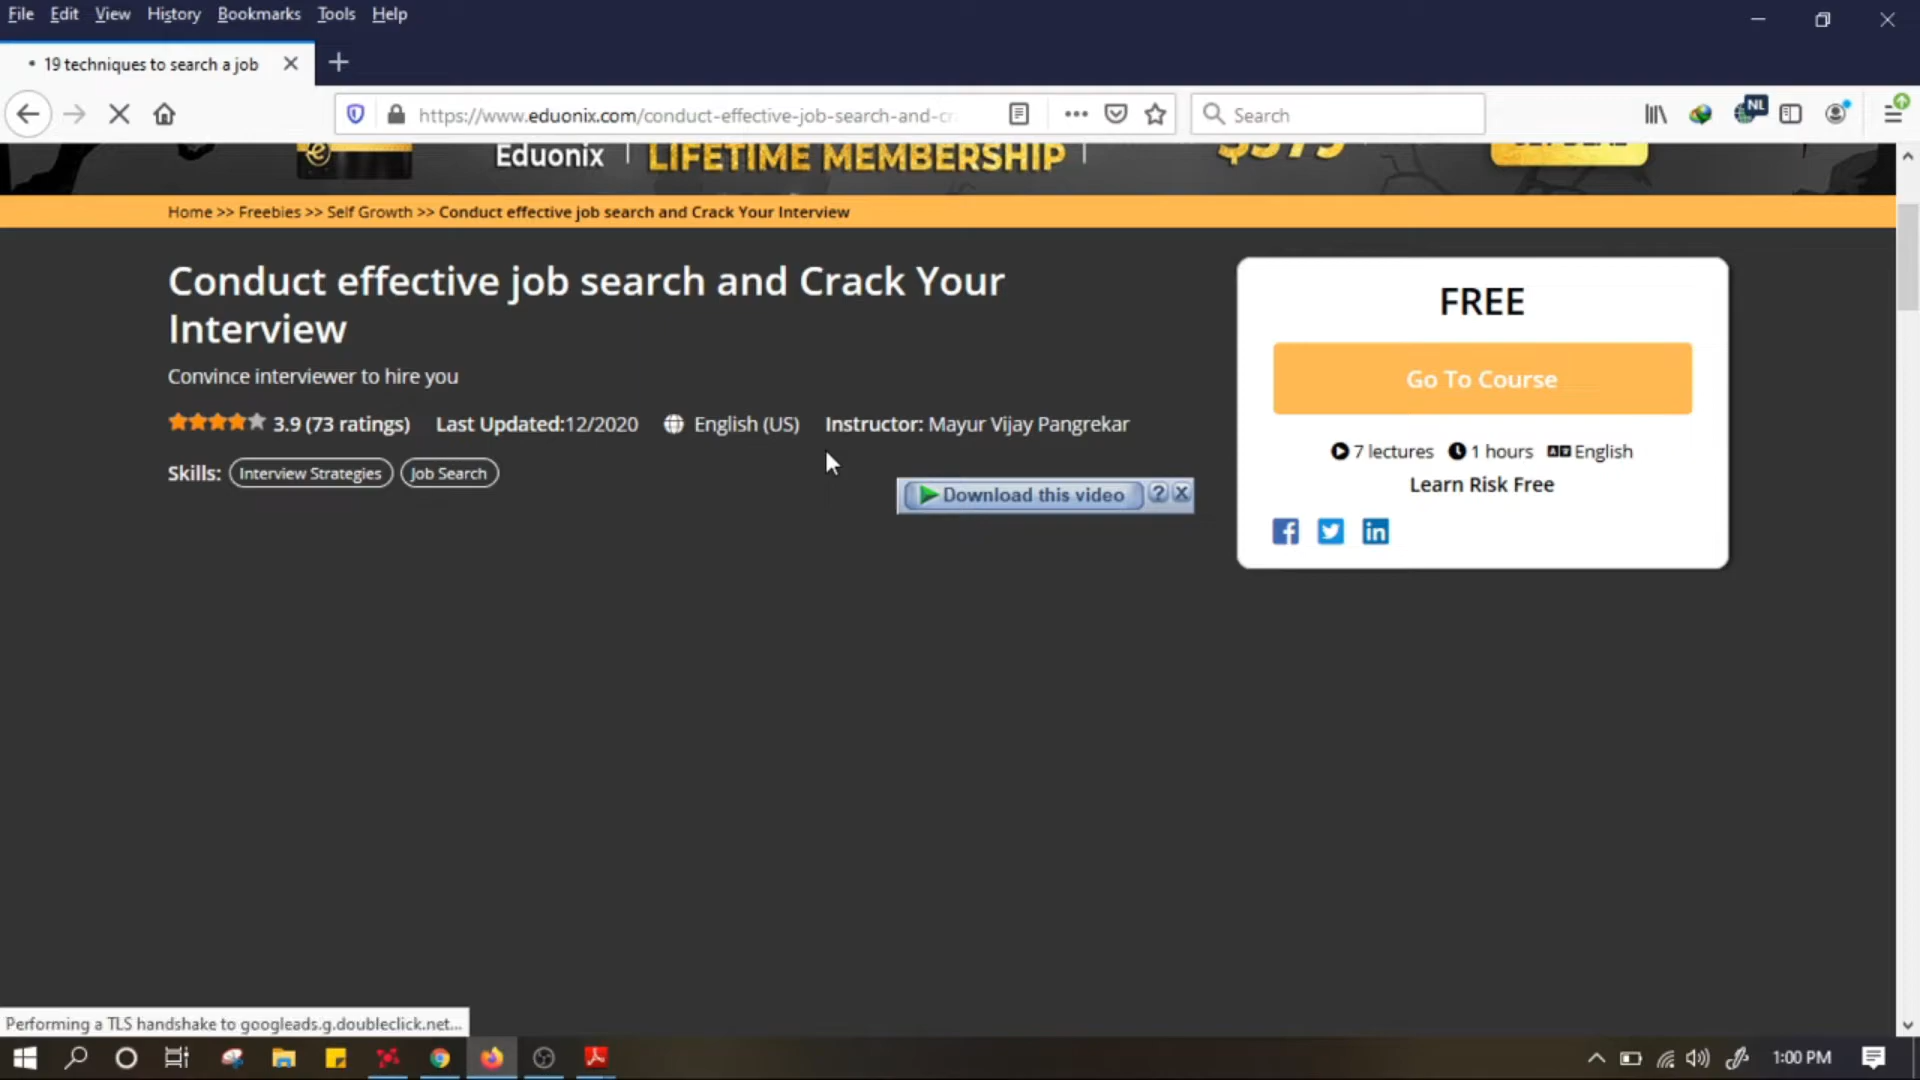 File Edit View History Bookmarks Tools Help
19 techniques to search a job
https://www.eduonix.com/conduct-effective-job-search-and-cr
Search
NL
Eduonix | LIFETIME MEMBERSHIP |
Home >> Freebies >> Self Growth >> Conduct effective job search and Crack Your Interview
Conduct effective job search and Crack Your
Interview
Convince interviewer to hire you
3.9 (73 ratings) Last Updated:12/2020 English (US) Instructor: Mayur Vijay Pangrekar
Skills: Interview Strategies Job Search
Download this video ? X
FREE
Go To Course
7 lectures 1 hours English
Learn Risk Free
Performing a TLS handshake to googleads.g.doubleclick.net...
1:00 PM